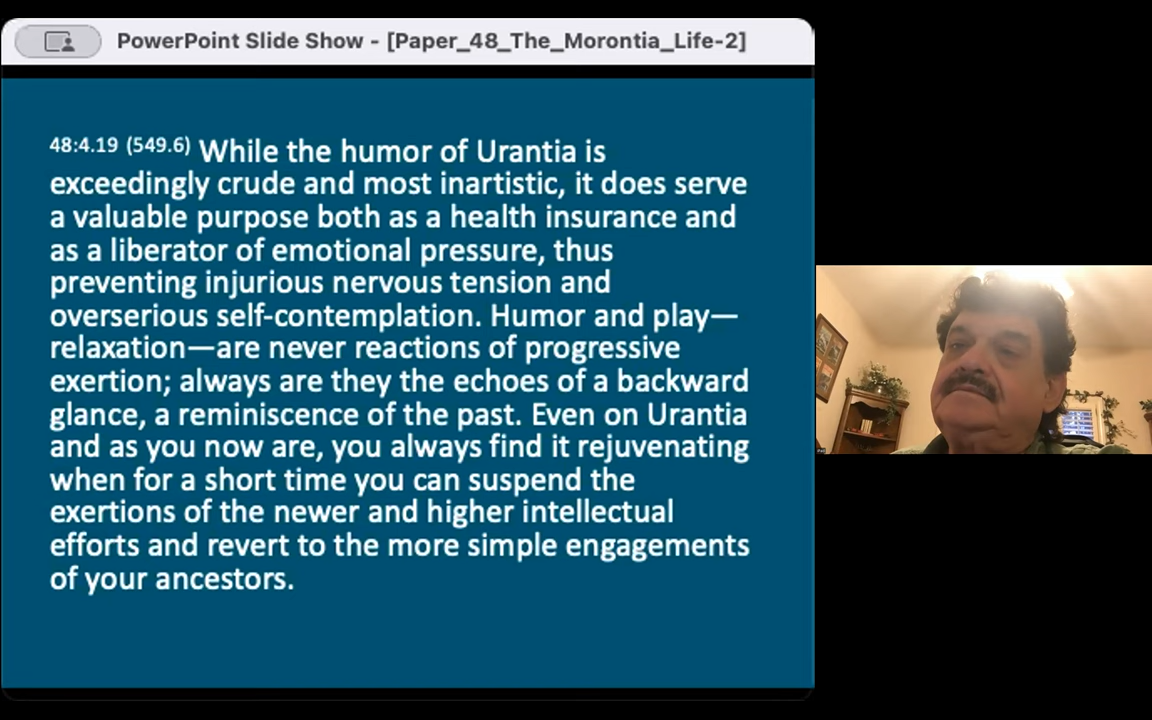 PowerPoint Slide Show - [Paper_48_The_Morontia_Life-2]
48:4.19 (549.6) While the humor of Urantia is
exceedingly crude and most inartistic, it does serve
a valuable purpose both as a health insurance and
as a liberator of emotional pressure, thus
preventing injurious nervous tension and
overserious self-contemplation. Humor and play—
relaxation—are never reactions of progressive
exertion; always are they the echoes of a backward
glance, a reminiscence of the past. Even on Urantia
and as you now are, you always find it rejuvenating
when for a short time you can suspend the
exertions of the newer and higher intellectual
efforts and revert to the more simple engagements
of your ancestors.